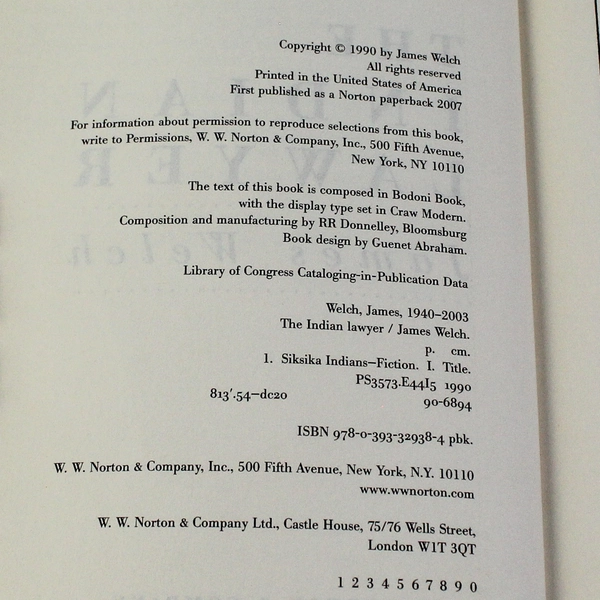 Copyright © 1990 by James Welch
All rights reserved
Printed in the United States of America
First published as a Norton paperback 2007
For information about permission to reproduce selections from this book,
write to Permissions, W. W. Norton & Company, Inc., 500 Fifth Avenue,
New York, NY 10110
The text of this book is composed in Bodoni Book,
with the display type set in Craw Modern.
Composition and manufacturing by RR Donnelley, Bloomsburg
Book design by Guenet Abraham.
Library of Congress Cataloging-in-Publication Data
Welch, James, 1940–2003
The Indian lawyer / James Welch.
p. cm.
1. Siksika Indians—Fiction. I. Title.
PS3573.E44I5 1990
813'.54—dc20 90-6894
ISBN 978-0-393-32938-4 pbk.
W. W. Norton & Company, Inc., 500 Fifth Avenue, New York, N.Y. 10110
www.wwnorton.com
W. W. Norton & Company Ltd., Castle House, 75/76 Wells Street,
London W1T 3QT
1 2 3 4 5 6 7 8 9 0